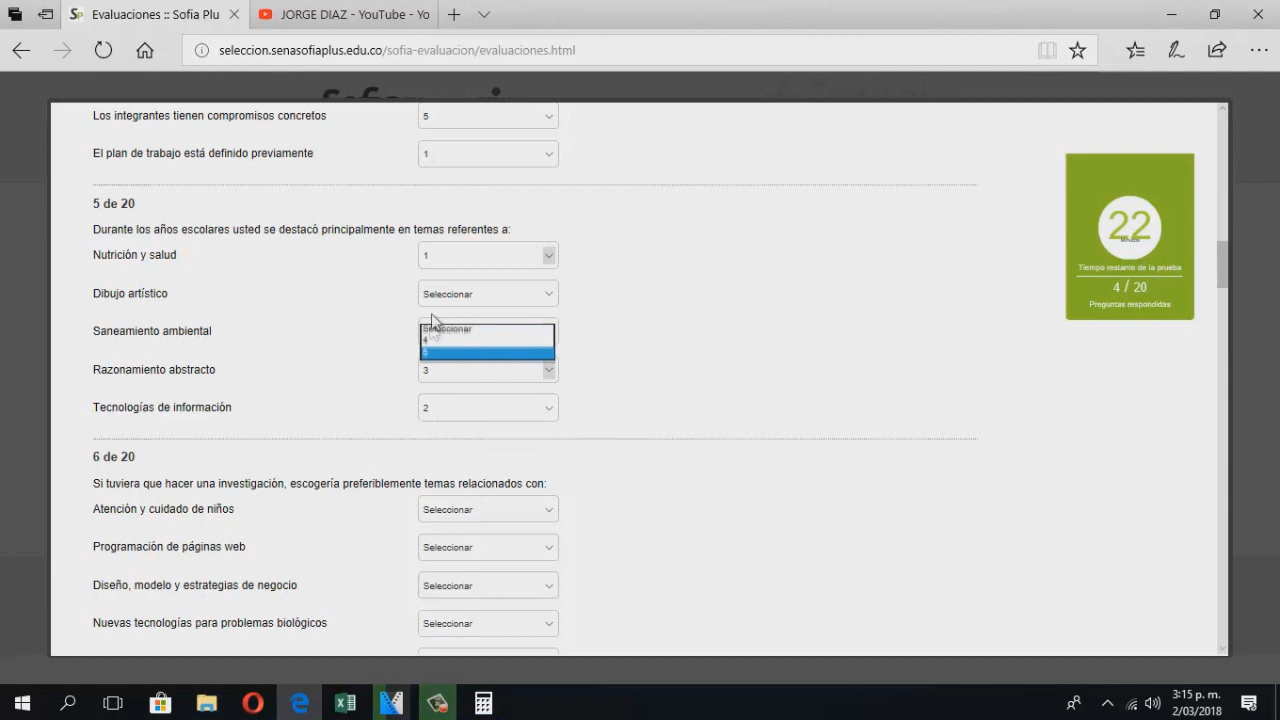 Evaluaciones :: Sofia Plu
JORGE DIAZ - YouTube - Yo
seleccion.senasofiaplus.edu.co/sofia-evaluacion/evaluaciones.html
Los integrantes tienen compromisos concretos 5
El plan de trabajo está definido previamente 1
5 de 20
Durante los años escolares usted se destacó principalmente en temas referentes a:
Nutrición y salud 1
Dibujo artístico Seleccionar
Saneamiento ambiental Seleccionar
4
5
Razonamiento abstracto 3
Tecnologías de información 2
6 de 20
Si tuviera que hacer una investigación, escogería preferiblemente temas relacionados con:
Atención y cuidado de niños Seleccionar
Programación de páginas web Seleccionar
Diseño, modelo y estrategias de negocio Seleccionar
Nuevas tecnologías para problemas biológicos Seleccionar
22
Tiempo restante de la prueba
4 / 20
Preguntas respondidas
3:15 p. m.
2/03/2018